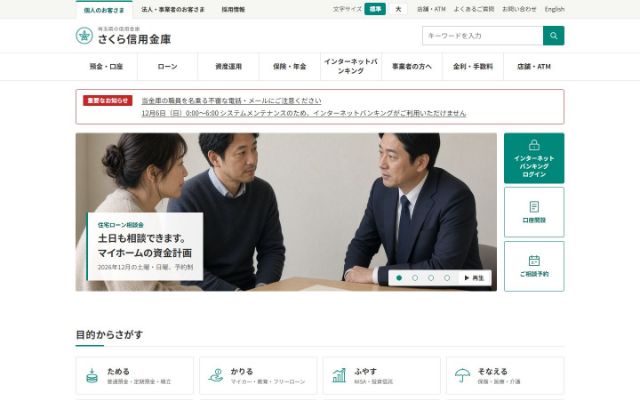 個人のお客さま
法人・事業者のお客さま
採用情報
文字サイズ 標準 大
店舗・ATM
よくあるご質問
お問い合わせ
English
埼玉県の信用金庫
さくら信用金庫
キーワードを入力
預金・口座
ローン
資産運用
保険・年金
インターネットバ
ンキング
事業者の方へ
金利・手数料
店舗・ATM
重要なお知らせ
当金庫の職員を名乗る不審な電話・メールにご注意ください
12月6日（日）0:00〜6:00 システムメンテナンスのため、インターネットバンキングがご利用いただけません
住宅ローン相談会
土日も相談できます。
マイホームの資金計画
2026年12月の土曜・日曜、予約制
再生
インターネット
バンキング
ログイン
口座開設
ご相談予約
目的からさがす
ためる
普通預金・定期預金・積立
かりる
マイカー・教育・フリーローン
ふやす
NISA・投資信託
そなえる
保険・医療・介護